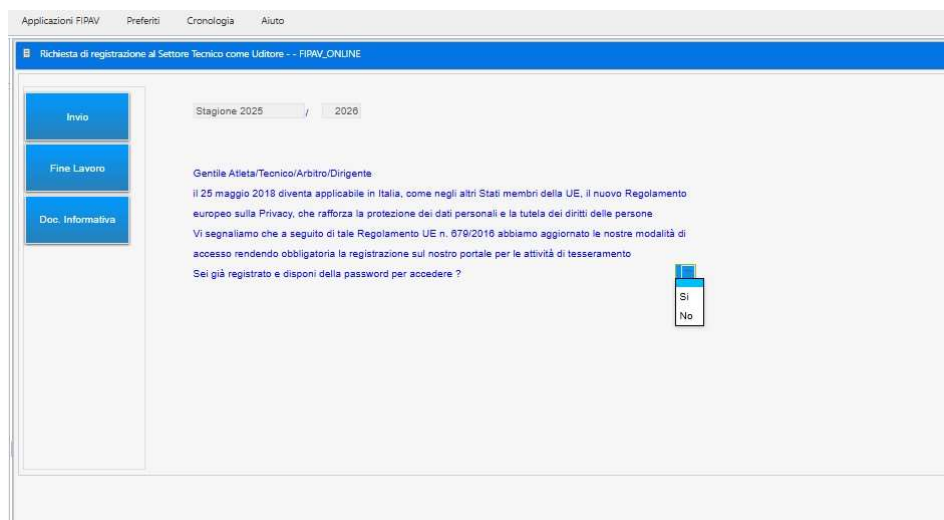 Applicazioni FIPAV Preferiti Cronologia Aiuto
Richiesta di registrazione al Settore Tecnico come Uditore - - FIPAV_ONLINE
Invio
Fine Lavoro
Doc. Informativa
Stagione 2025 / 2026
Gentile Atleta/Tecnico/Arbitro/Dirigente
il 25 maggio 2018 diventa applicabile in Italia, come negli altri Stati membri della UE, il nuovo Regolamento
europeo sulla Privacy, che rafforza la protezione dei dati personali e la tutela dei diritti delle persone
Vi segnaliamo che a seguito di tale Regolamento UE n. 679/2016 abbiamo aggiornato le nostre modalità di
accesso rendendo obbligatoria la registrazione sul nostro portale per le attività di tesseramento
Sei già registrato e disponi della password per accedere ?
Si
No